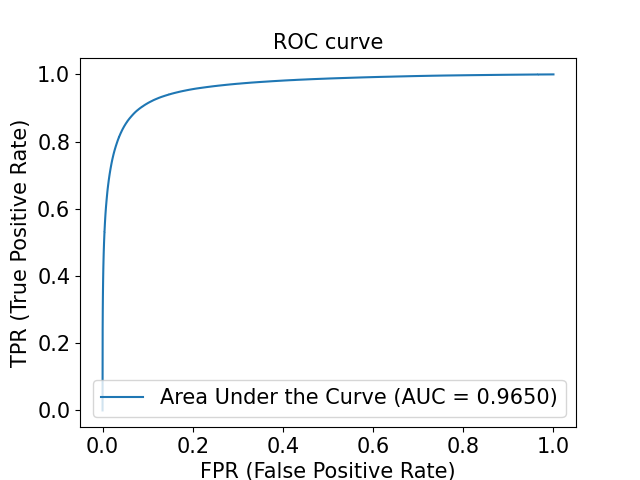 ROC curve
TPR (True Positive Rate)
1.0
0.8
0.6
0.4
0.2
0.0
Area Under the Curve (AUC = 0.9650)
0.0 0.2 0.4 0.6 0.8 1.0
FPR (False Positive Rate)